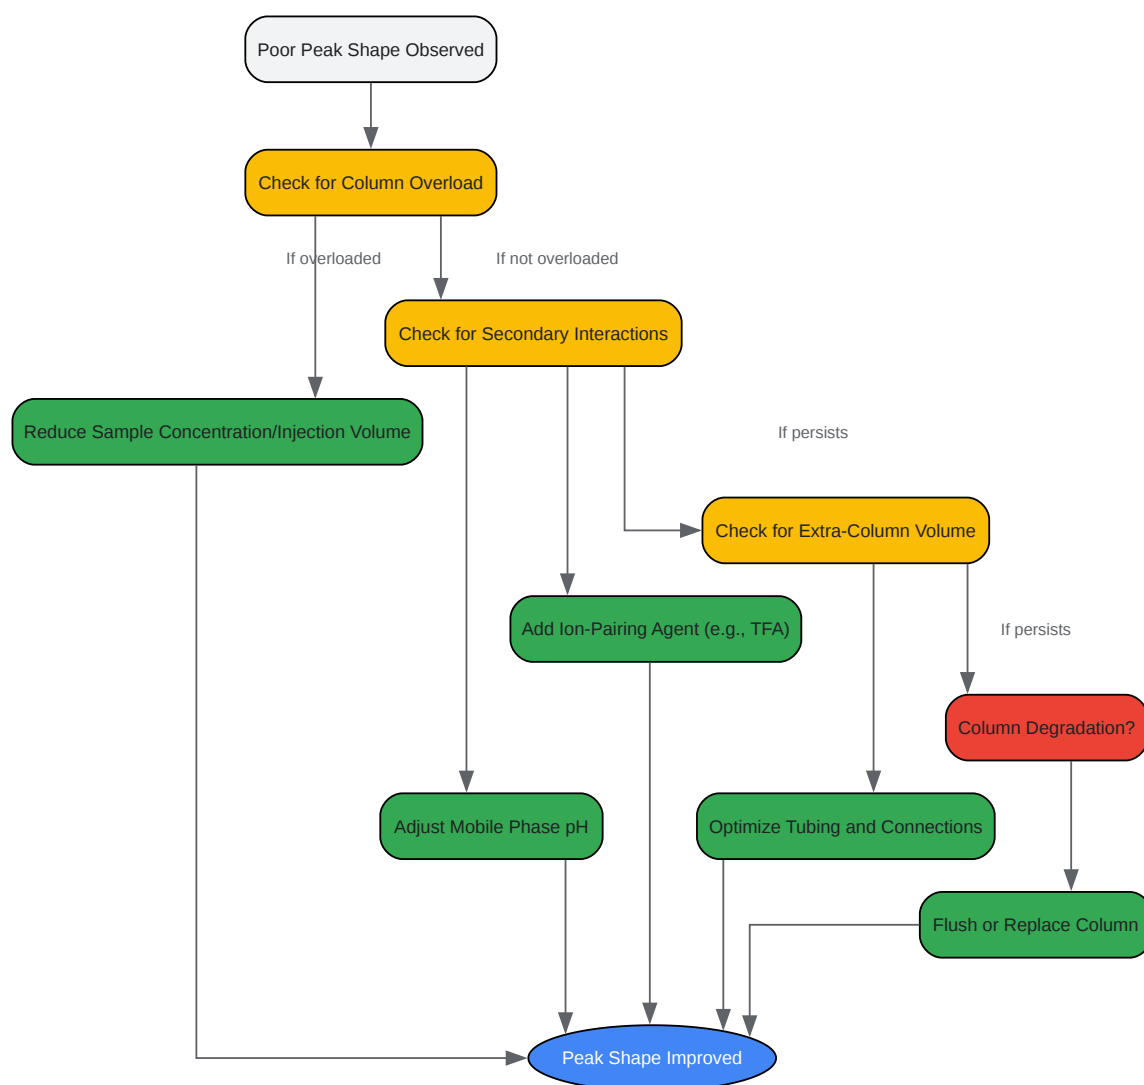 Poor Peak Shape Observed
Check for Column Overload
If overloaded
If not overloaded
Check for Secondary Interactions
Reduce Sample Concentration/Injection Volume
If persists
Check for Extra-Column Volume
Add Ion-Pairing Agent (e.g., TFA)
If persists
Column Degradation?
Adjust Mobile Phase pH
Optimize Tubing and Connections
Flush or Replace Column
Peak Shape Improved